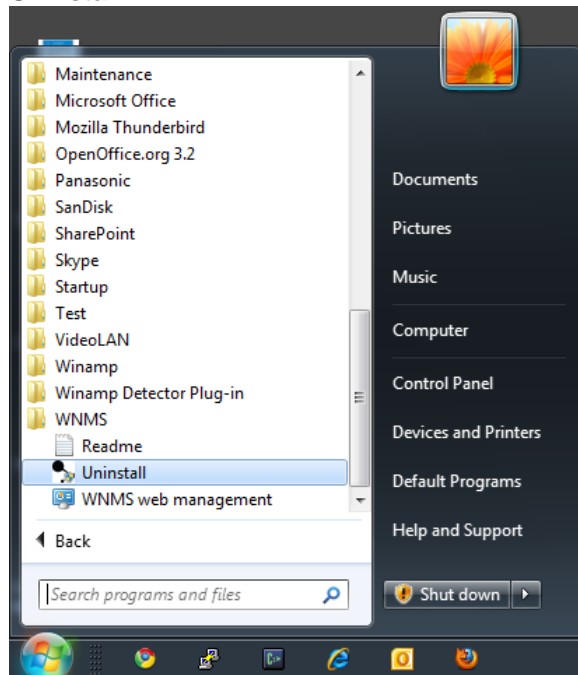 Maintenance
Microsoft Office
Mozilla Thunderbird
OpenOffice.org 3.2
Panasonic
SanDisk
SharePoint
Skype
Startup
Test
VideoLAN
Winamp
Winamp Detector Plug-in
WNMS
Readme
Uninstall
WNMS web management
Back
Search programs and files
Documents
Pictures
Music
Computer
Control Panel
Devices and Printers
Default Programs
Help and Support
Shut down